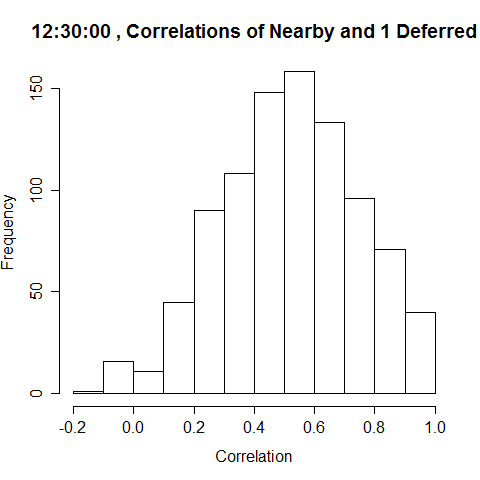 12:30:00 , Correlations of Nearby and 1 Deferred
Frequency
150
100
50
0
-0.2 0.0 0.2 0.4 0.6 0.8 1.0
Correlation